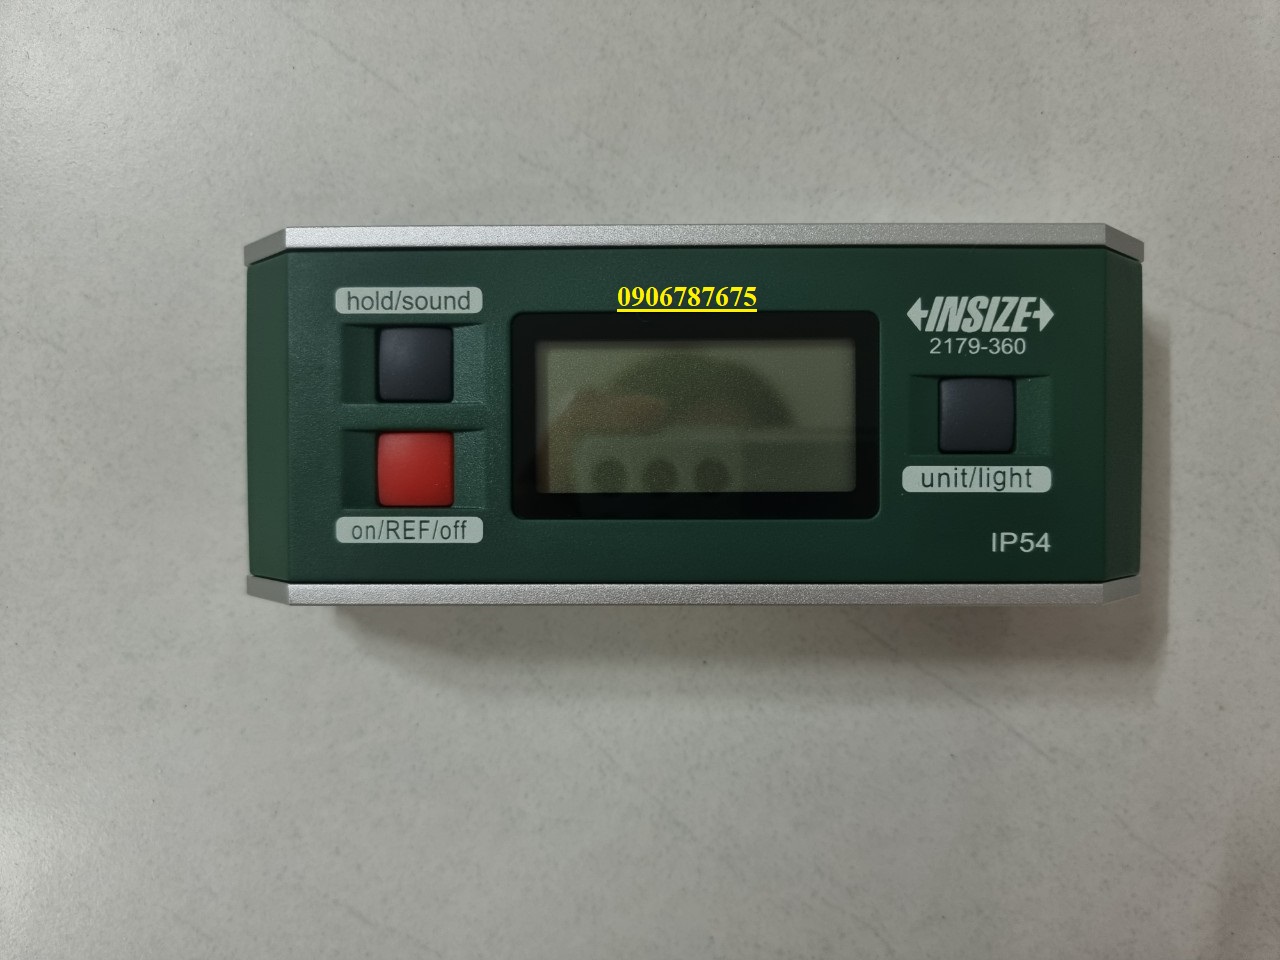 hold/sound
on/REF/off
0906787675
INSIZE
2179-360
unit/light
IP54